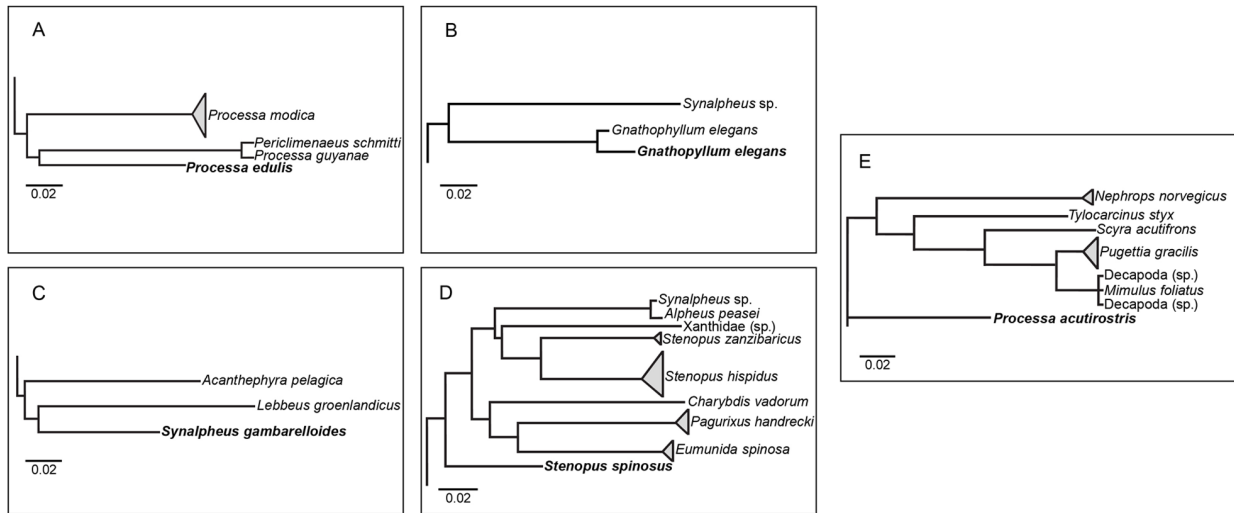 A
Processa modica
Periclimenaeus schmitti
Processa guyanae
Processa edulis
0.02
B
Synalpheus sp.
Gnathophyllum elegans
Gnathopyllum elegans
0.02
C
Acanthephyra pelagica
Lebbeus groenlandicus
Synalpheus gambarelloides
0.02
D
Synalpheus sp.
Alpheus peasei
Xanthidae (sp.)
Stenopus zanzibaricus
Stenopus hispidus
Charybdis vadorum
Pagurixus handrecki
Eumunida spinosa
Stenopus spinosus
0.02
E
Nephrops norvegicus
Tylocarcinus styx
Scyra acutifrons
Pugettia gracilis
Decapoda (sp.)
Mimulus foliatus
Decapoda (sp.)
Processa acutirostris
0.02